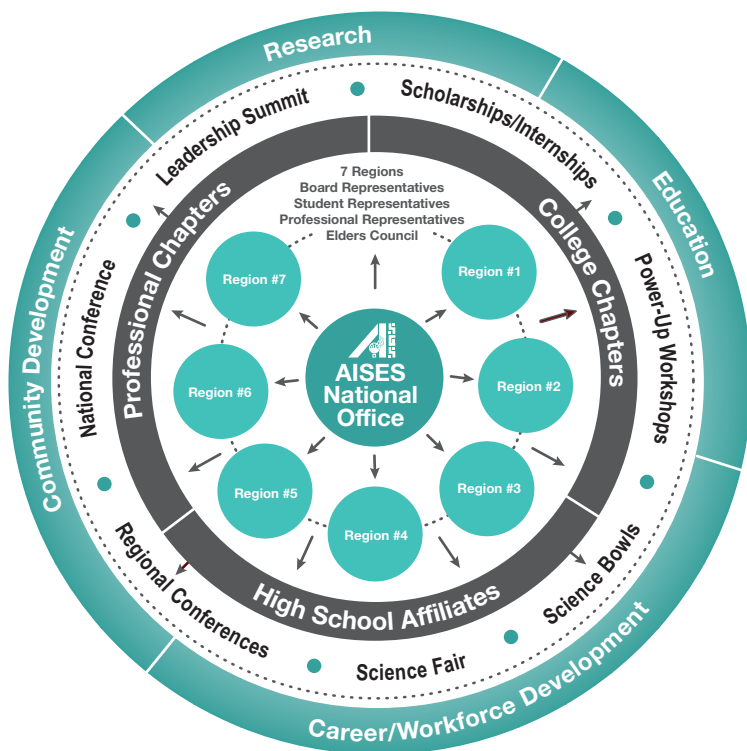 Research
Education
Career/Workforce Development
Community Development
Leadership Summit
Scholarships/Internships
Power-Up Workshops
Science Bowls
Science Fair
Regional Conferences
National Conference
Professional Chapters
College Chapters
High School Affiliates
7 Regions
Board Representatives
Student Representatives
Professional Representatives
Elders Council
Region #1
Region #2
Region #3
Region #4
Region #5
Region #6
Region #7
AISES
National
Office